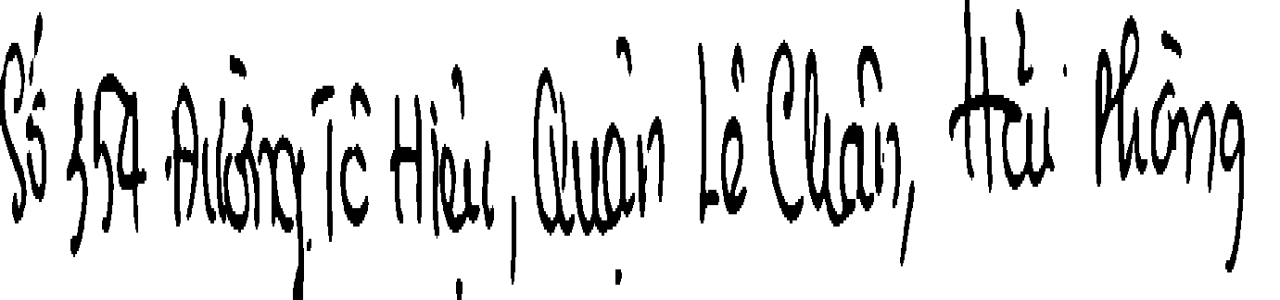 Số 354 Đường Tô Hiệu, Quận Lê Chân, Hải Phòng